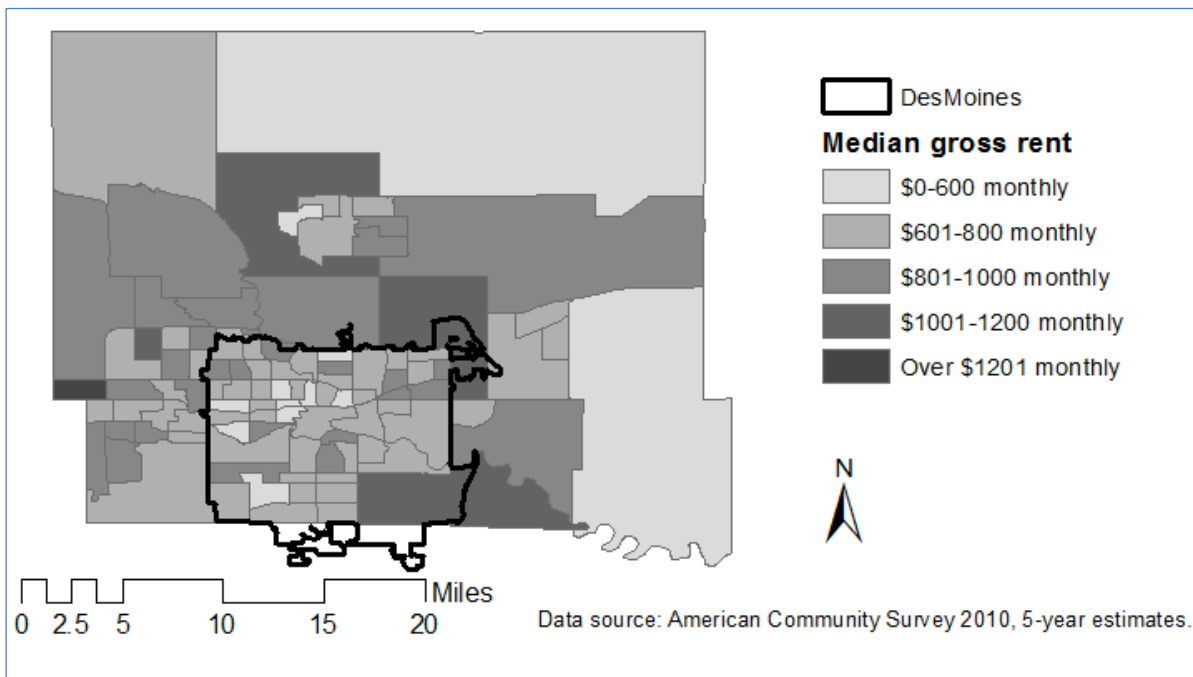 DesMoines
Median gross rent
$0-600 monthly
$601-800 monthly
$801-1000 monthly
$1001-1200 monthly
Over $1201 monthly
N
Miles
0 2.5 5 10 15 20
Data source: American Community Survey 2010, 5-year estimates.